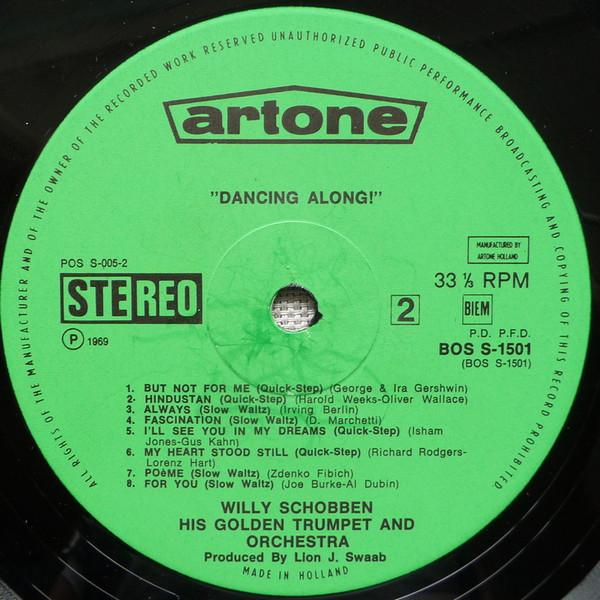 ALL RIGHTS OF THE MANUFACTURER AND OF THE OWNER OF THE RECORDED WORK RESERVED UNAUTHORIZED PUBLIC PERFORMANCE BROADCASTING AND COPYING OF THIS RECORD PROHIBITED
artone
"DANCING ALONG!"
MANUFACTURED BY
ARTONE HOLLAND
POS S-005-2
STEREO
33 ⅓ RPM
2
BIEM
P.D. P.F.D.
Ⓟ 1969
BOS S-1501
(BOS S-1501)
1. BUT NOT FOR ME (Quick-Step) (George & Ira Gershwin)
2- HINDUSTAN (Quick-Step) (Harold Weeks-Oliver Wallace)
3. ALWAYS (Slow Waltz) (Irving Berlin)
4. FASCINATION (Slow Waltz) (D. Marchetti)
5. I'LL SEE YOU IN MY DREAMS (Quick-Step) (Isham
Jones-Gus Kahn)
6. MY HEART STOOD STILL (Quick-Step) (Richard Rodgers-
Lorenz Hart)
7. POèME (Slow Waltz) (Zdenko Fibich)
8. FOR YOU (Slow Waltz) (Joe Burke-Al Dubin)
WILLY SCHOBBEN
HIS GOLDEN TRUMPET AND
ORCHESTRA
Produced By Lion J. Swaab
MADE IN HOLLAND